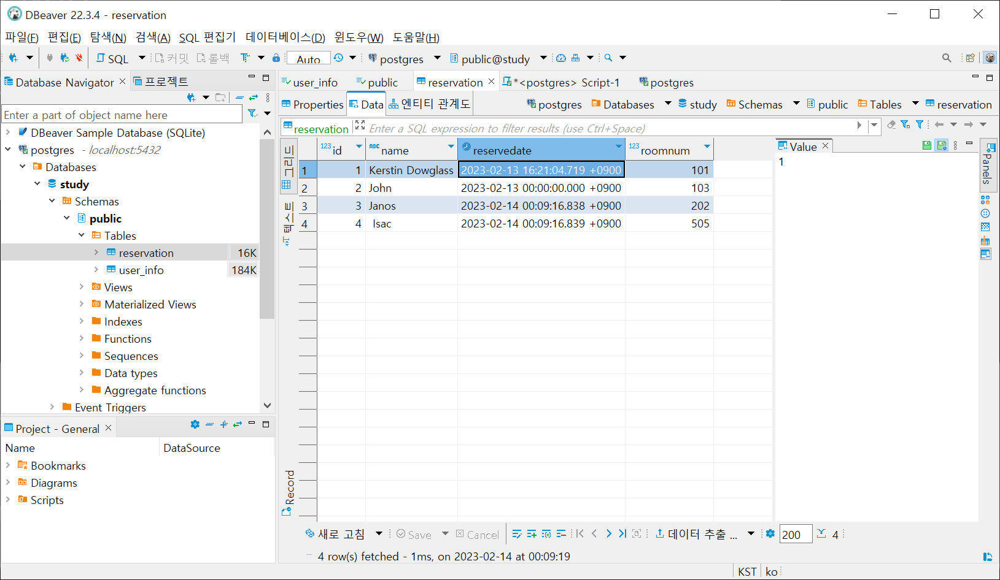 DBeaver 22.3.4 - reservation
파일(F) 편집(E) 탐색(N) 검색(A) SQL 편집기 데이터베이스(D) 윈도우(W) 도움말(H)
SQL 커밋 롤백 Auto postgres public@study
Database Navigator 프로젝트
Enter a part of object name here
DBeaver Sample Database (SQLite)
postgres - localhost:5432
Databases
study
Schemas
public
Tables
reservation 16K
user_info 184K
Views
Materialized Views
Indexes
Functions
Sequences
Data types
Aggregate functions
Event Triggers
Project - General
Name DataSource
Bookmarks
Diagrams
Scripts
user_info public reservation *<postgres> Script-1 postgres
Properties Data 엔티티 관계도 postgres Databases study Schemas public Tables reservation
reservation Enter a SQL expression to filter results (use Ctrl+Space)
그리드
텍스트
Record
123 id ABC name reservedate 123 roomnum
1 1 Kerstin Dowglass 2023-02-13 16:21:04.719 +0900 101
2 2 John 2023-02-13 00:00:00.000 +0900 103
3 3 Janos 2023-02-14 00:09:16.838 +0900 202
4 4 Isac 2023-02-14 00:09:16.839 +0900 505
Value
1
Panels
새로 고침 Save Cancel 데이터 추출 ... 200 4
4 row(s) fetched - 1ms, on 2023-02-14 at 00:09:19
KST ko